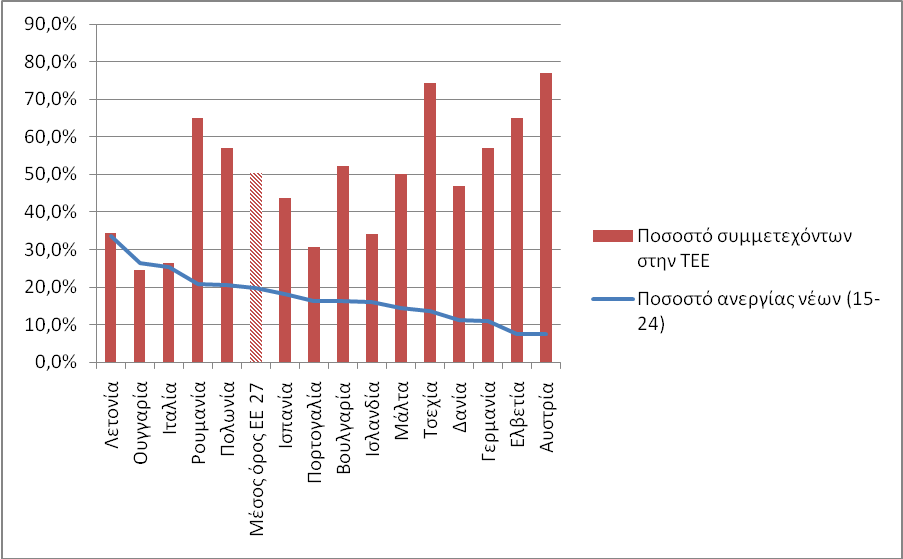 90,0%
80,0%
70,0%
60,0%
50,0%
40,0%
30,0%
20,0%
10,0%
0,0%
Λετονία
Ουγγαρία
Ιταλία
Ρουμανία
Πολωνία
Μέσος όρος ΕΕ 27
Ισπανία
Πορτογαλία
Βουλγαρία
Ισλανδία
Μάλτα
Τσεχία
Δανία
Γερμανία
Ελβετία
Αυστρία
Ποσοστό συμμετεχόντων
στην ΤΕΕ
Ποσοστό ανεργίας νέων (15-
24)